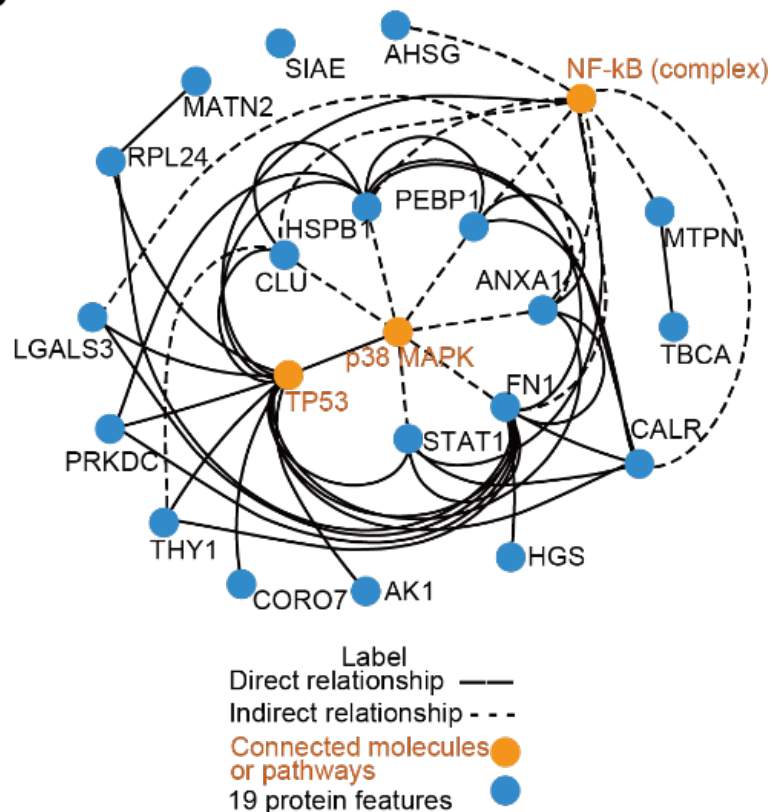 AHSG
SIAE
NF-kB (complex)
MATN2
RPL24
PEBP1
HSPB1
MTPN
CLU
ANXA1
LGALS3
p38 MAPK
TBCA
FN1
TP53
CALR
STAT1
PRKDC
THY1
HGS
CORO7
AK1
Label
Direct relationship
Indirect relationship
Connected molecules
or pathways
19 protein features